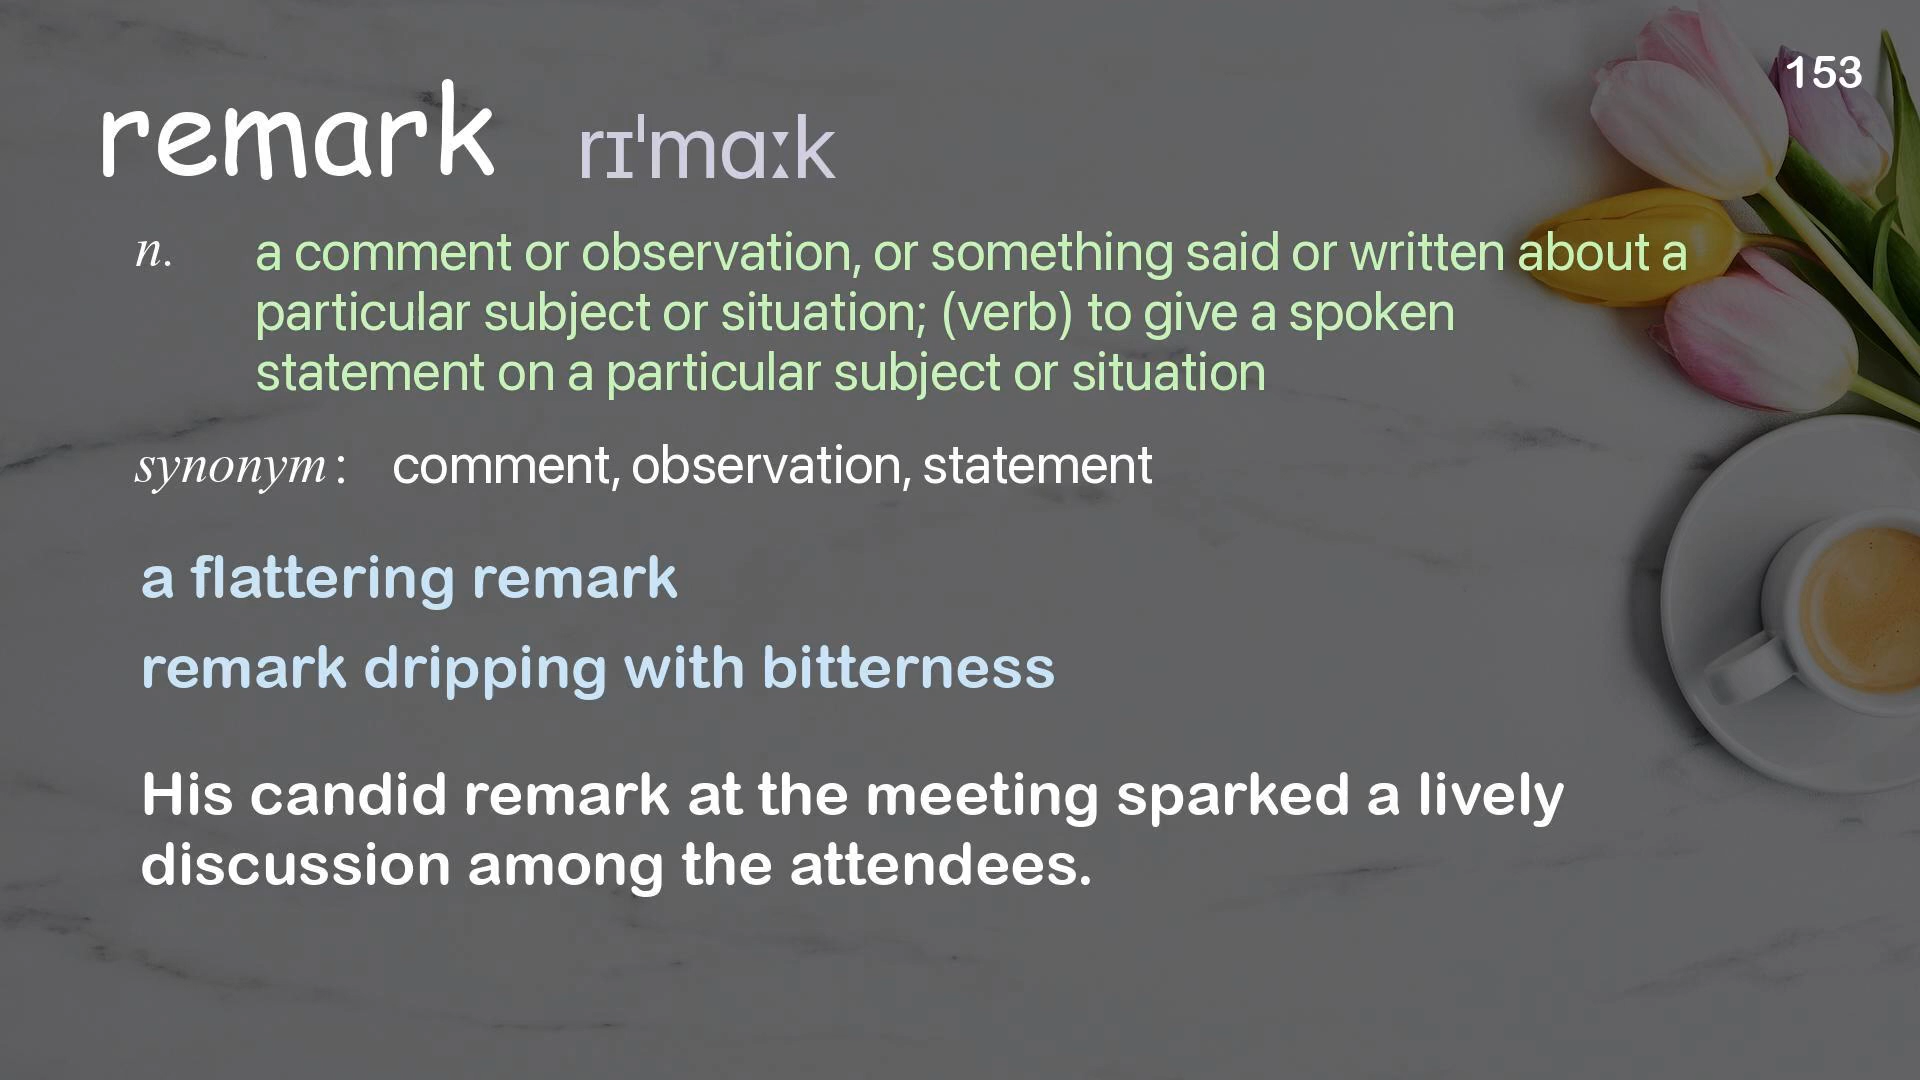 153
remark rɪˈmɑːk
n. a comment or observation, or something said or written about a
particular subject or situation; (verb) to give a spoken
statement on a particular subject or situation
synonym: comment, observation, statement
a flattering remark
remark dripping with bitterness
His candid remark at the meeting sparked a lively
discussion among the attendees.